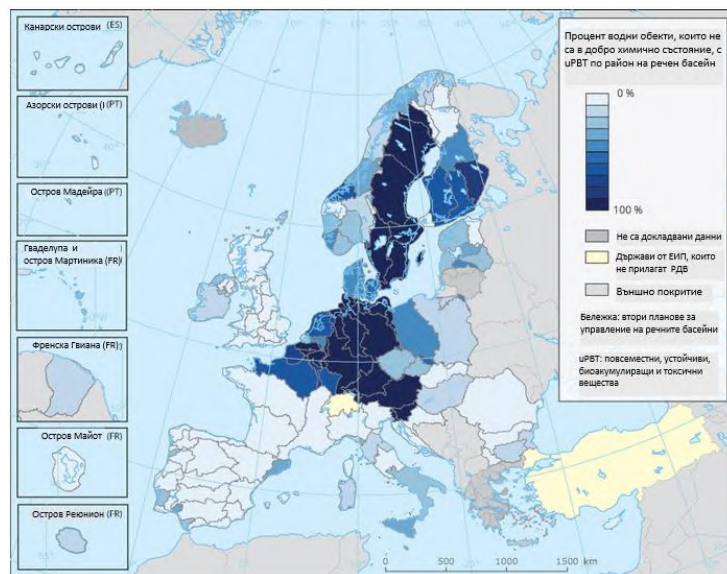 Канарски острови (ES)
Азорски острови (PT)
Остров Мадейра (PT)
Гваделупа и
остров Мартиника (FR)
Френска Гвиана (FR)
Остров Майот (FR)
Остров Реюнион (FR)
Процент водни обекти, които не
са в добро химично състояние, с
uPBT по район на речен басейн
0 %
100 %
Не са докладвани данни
Държави от ЕИП, които
не прилагат РДВ
Външно покритие
Бележка: втори планове за
управление на речните басейни
uPBT: повсеместни, устойчиви,
биоакумулиращи и токсични
вещества
0 500 1000 1500 km